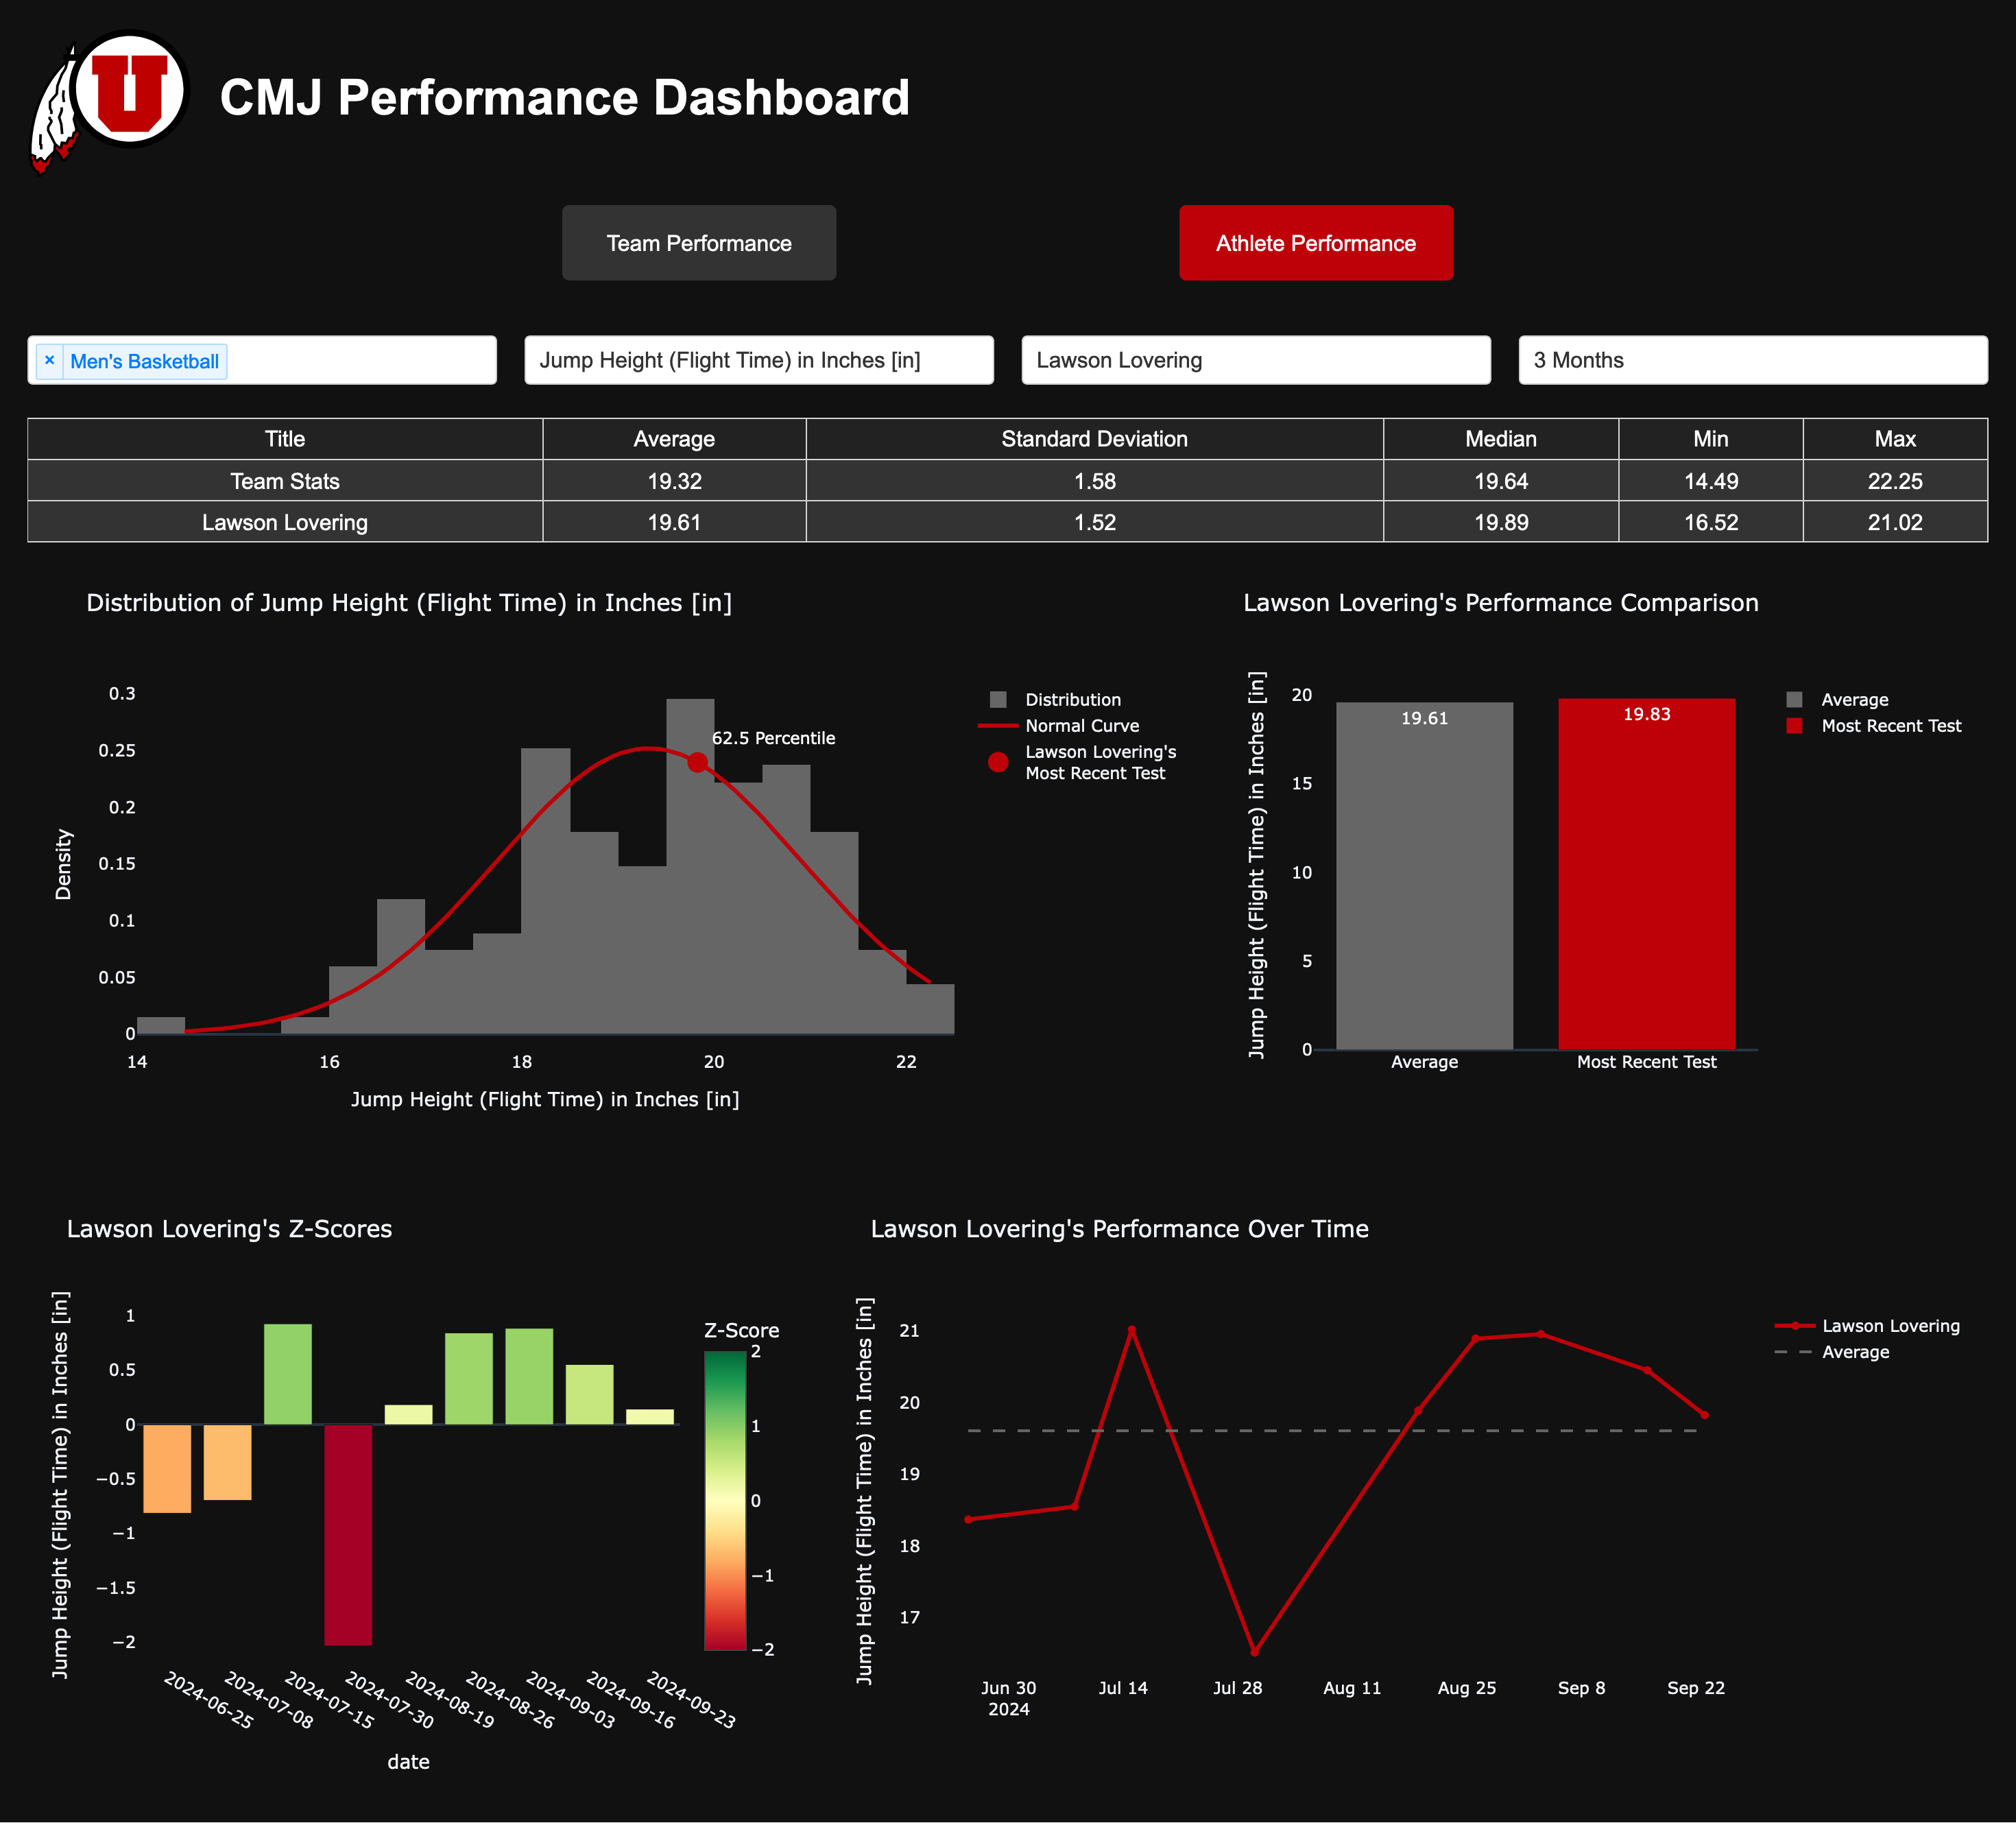 U
CMJ Performance Dashboard
Team Performance
Athlete Performance
× Men's Basketball
Jump Height (Flight Time) in Inches [in]
Lawson Lovering
3 Months
Title Average Standard Deviation Median Min Max
Team Stats 19.32 1.58 19.64 14.49 22.25
Lawson Lovering 19.61 1.52 19.89 16.52 21.02
Distribution of Jump Height (Flight Time) in Inches [in]
0.3
0.25
0.2
0.15
0.1
0.05
0
Density
62.5 Percentile
14 16 18 20 22
Jump Height (Flight Time) in Inches [in]
Distribution
Normal Curve
Lawson Lovering's
Most Recent Test
Lawson Lovering's Performance Comparison
Jump Height (Flight Time) in Inches [in]
20
15
10
5
0
19.61
19.83
Average
Most Recent Test
Average
Most Recent Test
Lawson Lovering's Z-Scores
Jump Height (Flight Time) in Inches [in]
1
0.5
0
−0.5
−1
−1.5
−2
2024-06-25
2024-07-08
2024-07-15
2024-07-30
2024-08-19
2024-08-26
2024-09-03
2024-09-16
2024-09-23
date
Z-Score
2
1
0
−1
−2
Lawson Lovering's Performance Over Time
Jump Height (Flight Time) in Inches [in]
21
20
19
18
17
Jun 30 Jul 14 Jul 28 Aug 11 Aug 25 Sep 8 Sep 22
2024
Lawson Lovering
Average